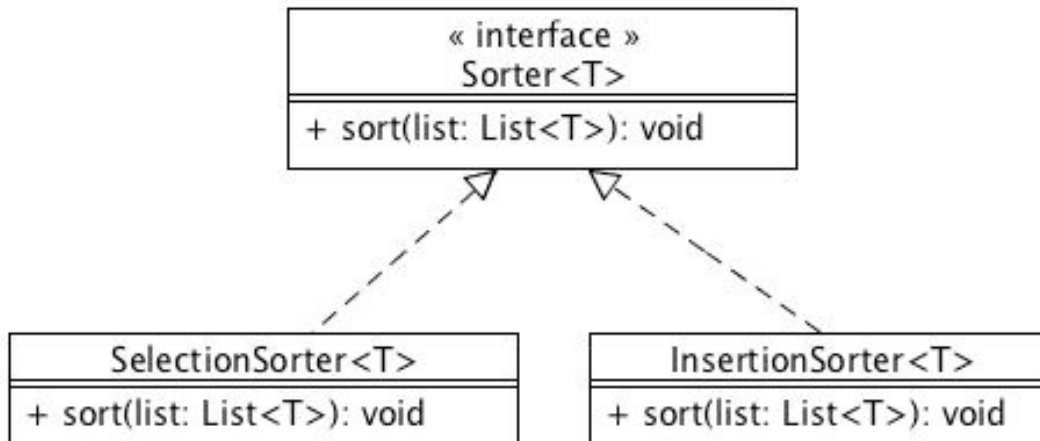 « interface »
Sorter<T>
+ sort(list: List<T>): void
SelectionSorter<T>
+ sort(list: List<T>): void
InsertionSorter<T>
+ sort(list: List<T>): void